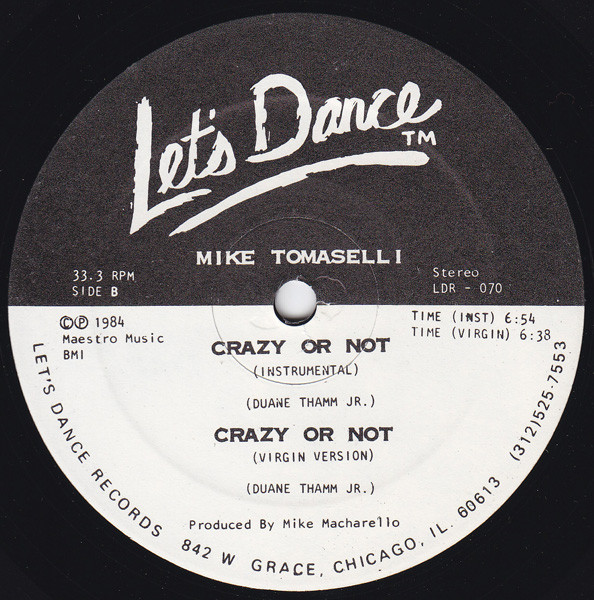 Let's Dance TM
MIKE TOMASELLI
33.3 RPM
SIDE B
Stereo
LDR - 070
©℗ 1984
Maestro Music
BMI
TIME (INST) 6:54
TIME (VIRGIN) 6:38
CRAZY OR NOT
(INSTRUMENTAL)
(DUANE THAMM JR.)
CRAZY OR NOT
(VIRGIN VERSION)
(DUANE THAMM JR.)
Produced By Mike Macharello
LET'S DANCE RECORDS 842 W GRACE, CHICAGO, IL. 60613 (312)525-7553